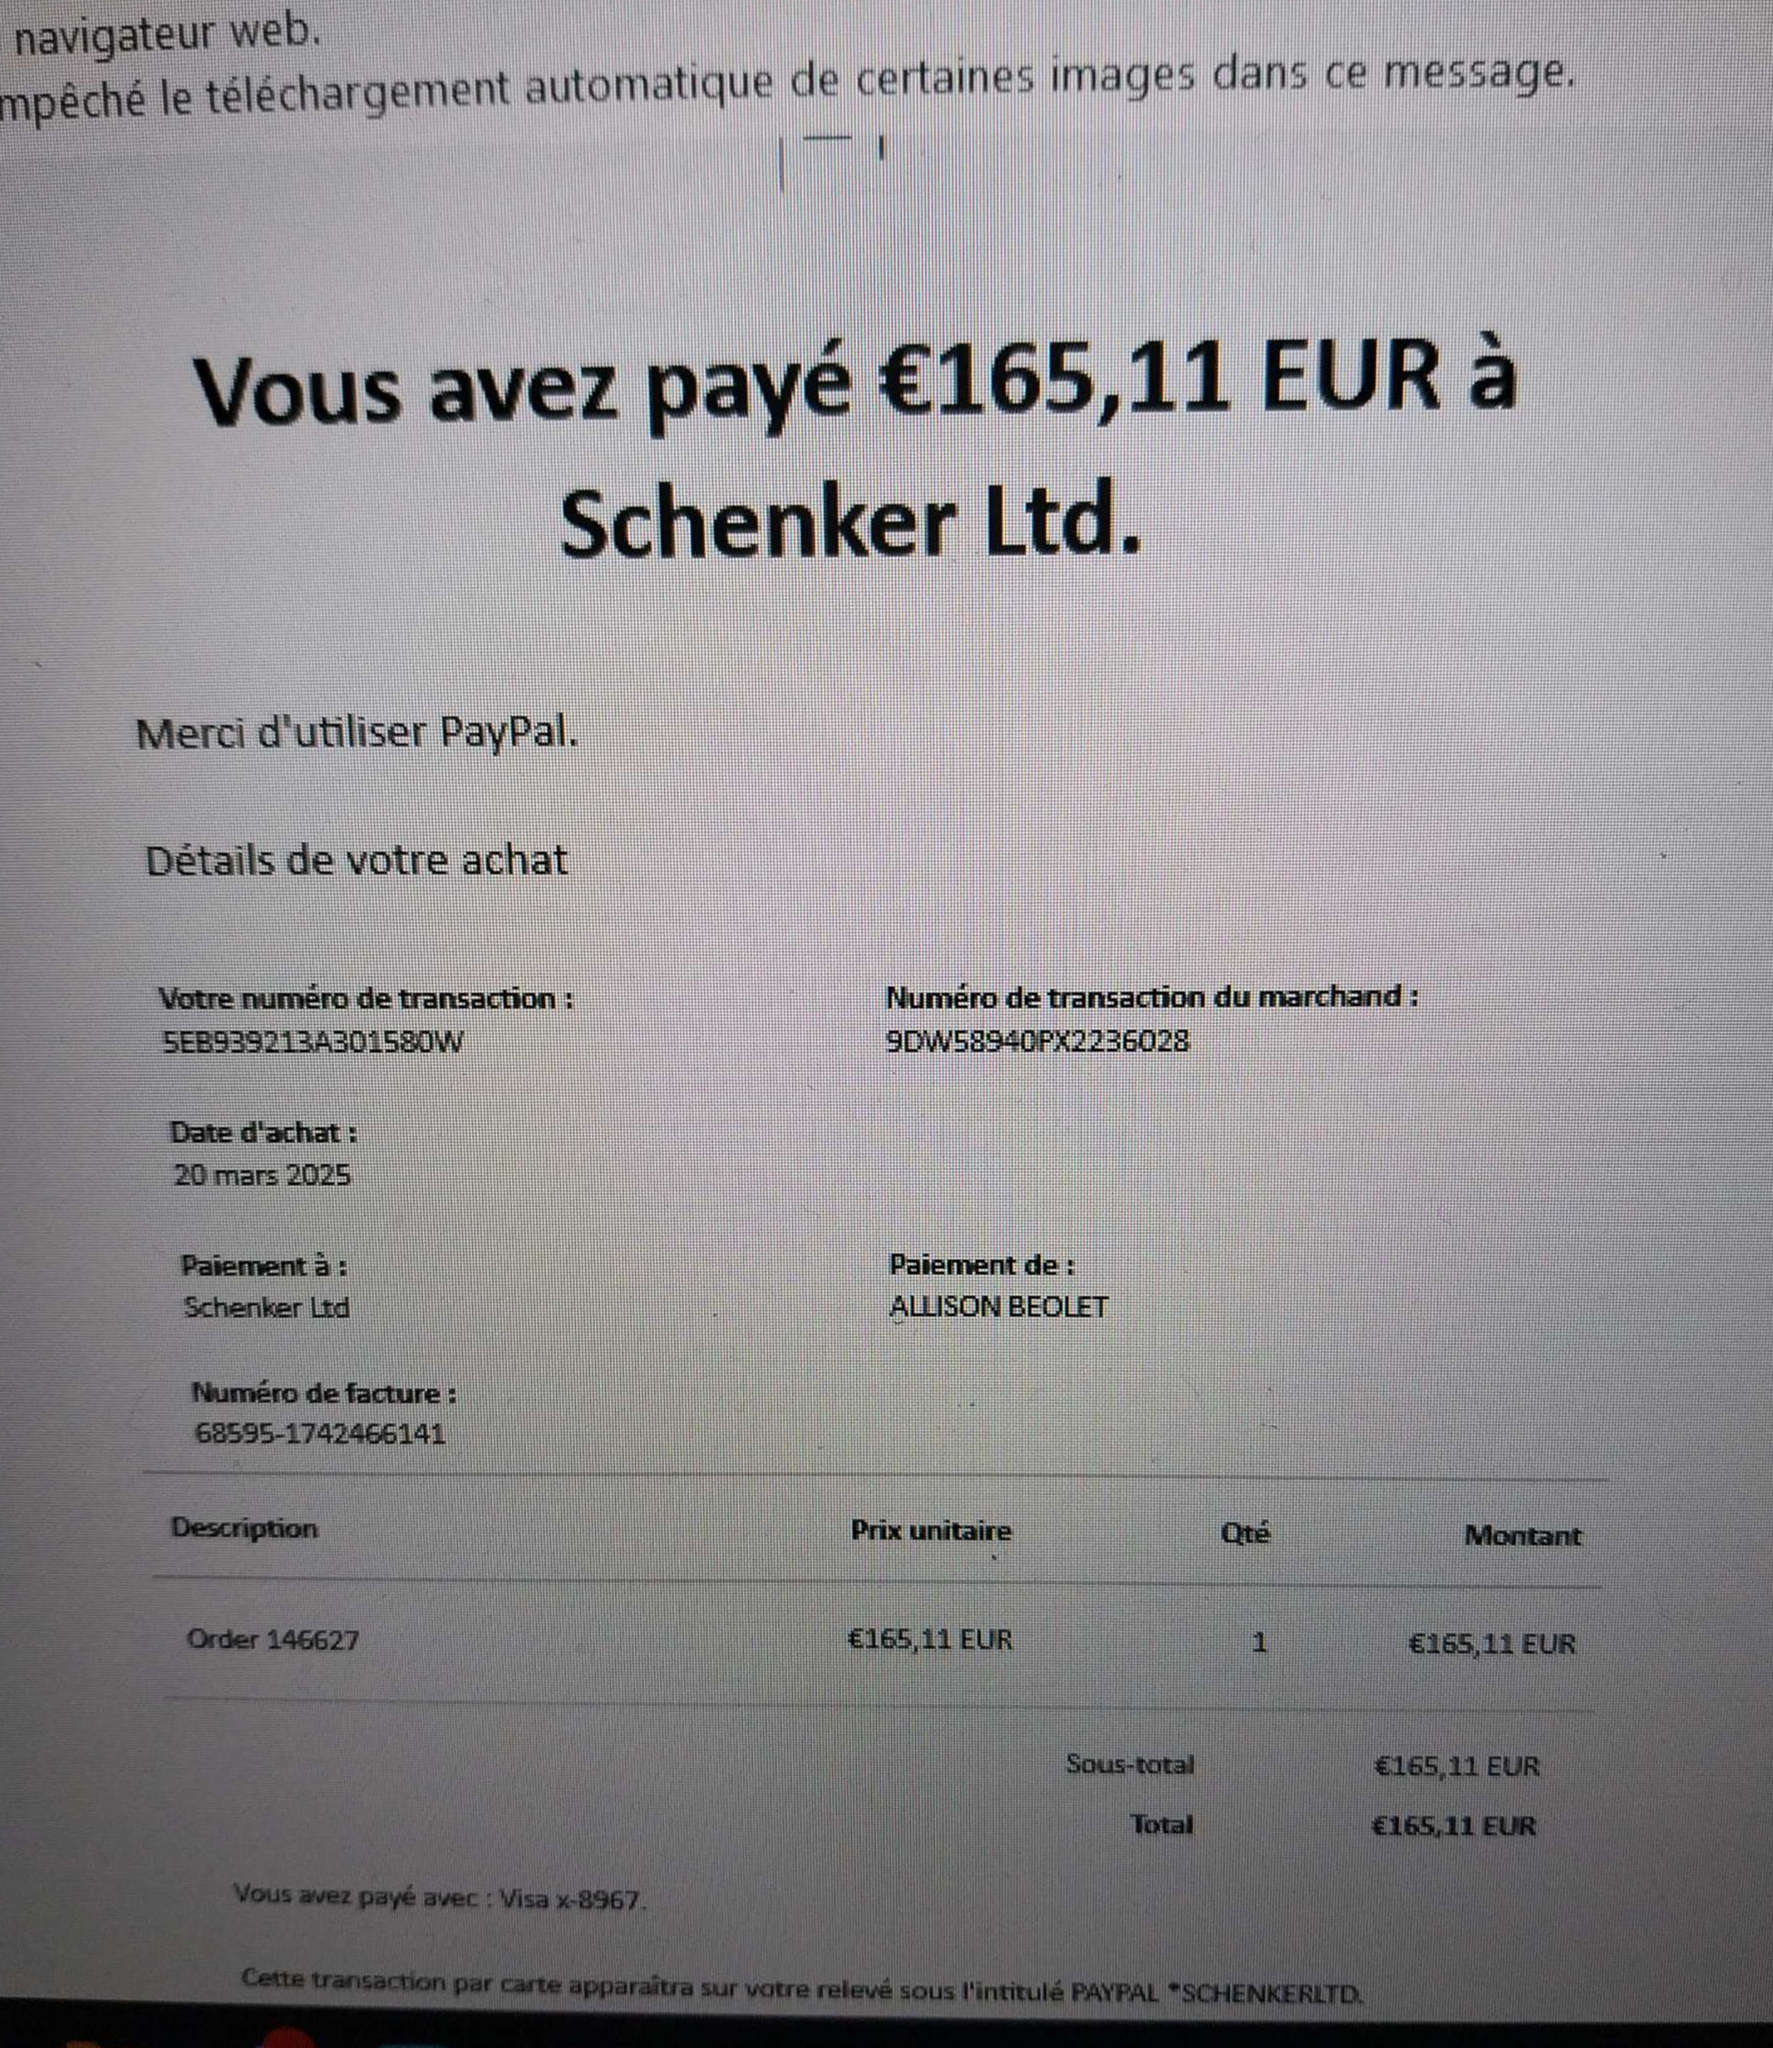 navigateur web.
mpêché le téléchargement automatique de certaines images dans ce message.
Vous avez payé €165,11 EUR à
Schenker Ltd.
Merci d'utiliser PayPal.
Détails de votre achat
Votre numéro de transaction :
5EB939213A301580W
Numéro de transaction du marchand :
9DW58940PX2236028
Date d'achat :
20 mars 2025
Paiement à :
Schenker Ltd
Paiement de :
ALLISON BEOLET
Numéro de facture :
68595-1742466141
Description Prix unitaire Qté Montant
Order 146627 €165,11 EUR 1 €165,11 EUR
Sous-total €165,11 EUR
Total €165,11 EUR
Vous avez payé avec : Visa x-8967.
Cette transaction par carte apparaîtra sur votre relevé sous l'intitulé PAYPAL *SCHENKERLTD.